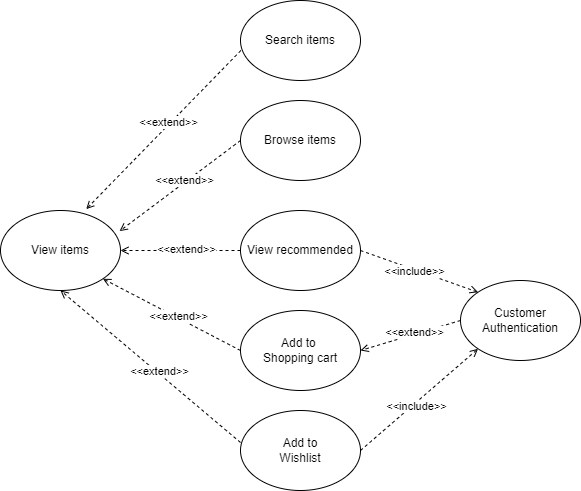 Search items
<<extend>>
Browse items
<<extend>>
View items
<<extend>>
View recommended
<<include>>
Customer
Authentication
<<extend>>
Add to
Shopping cart
<<extend>>
<<extend>>
<<include>>
Add to
Wishlist